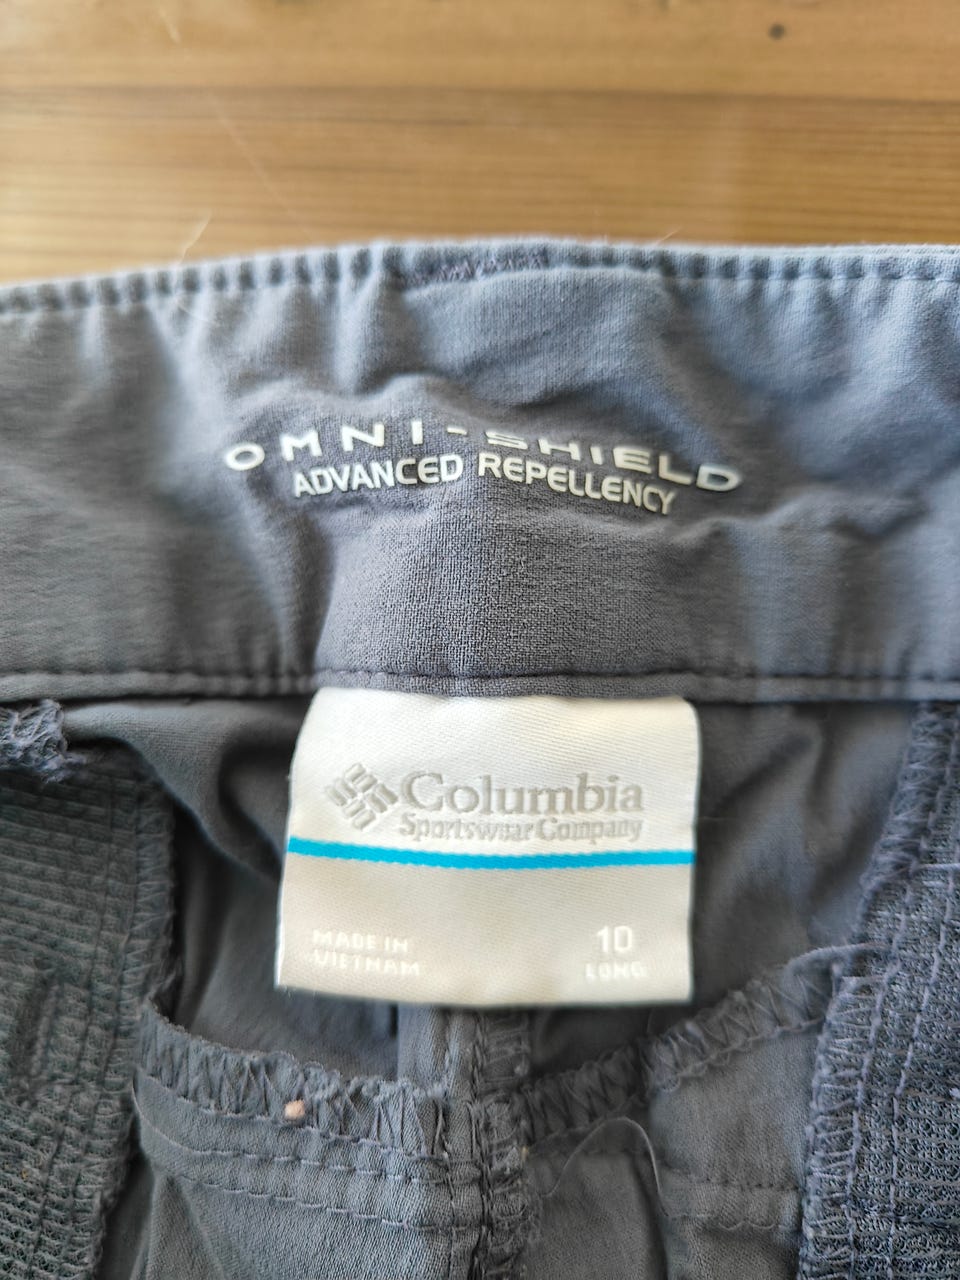 OMNI-SHIELD
ADVANCED REPELLENCY
Columbia
Sportswear Company
MADE IN
VIETNAM
10
LONG